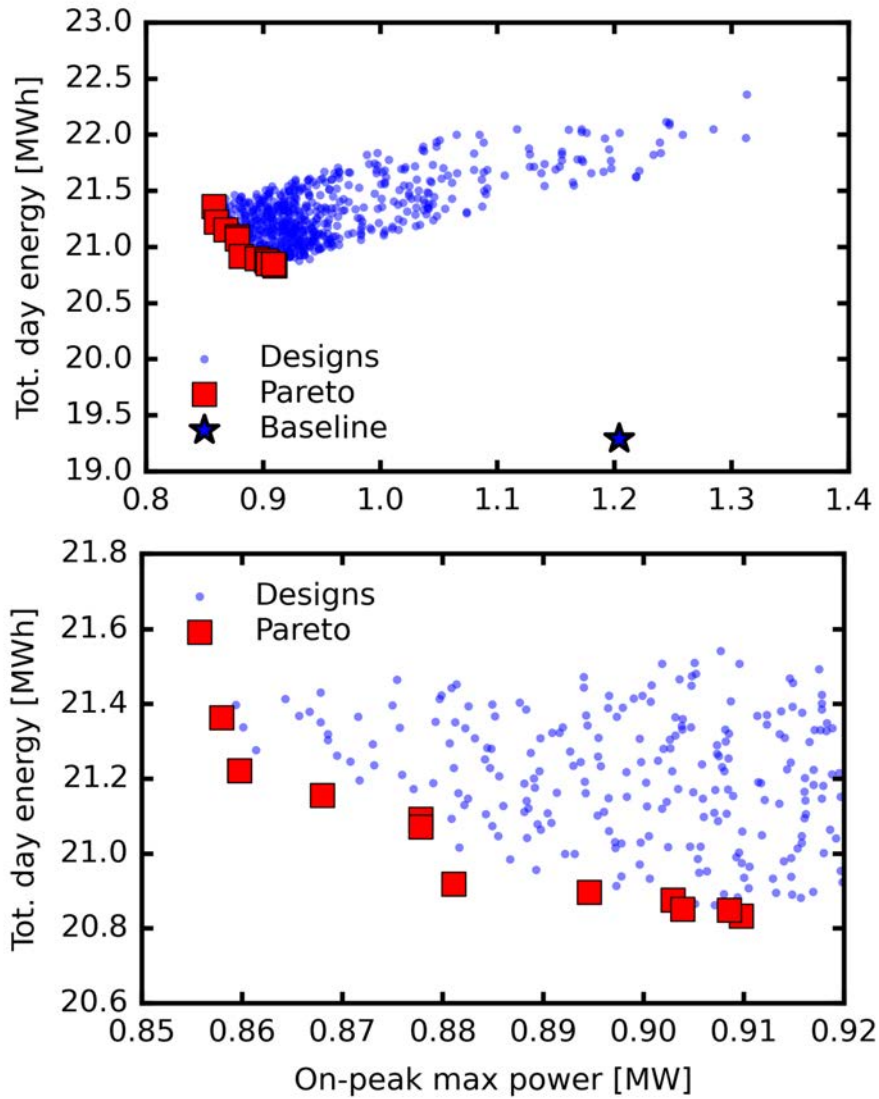 23.0
22.5
22.0
21.5
21.0
20.5
20.0
19.5
19.0
Tot. day energy [MWh]
Designs
Pareto
Baseline
0.8 0.9 1.0 1.1 1.2 1.3 1.4
21.8
21.6
21.4
21.2
21.0
20.8
20.6
Tot. day energy [MWh]
Designs
Pareto
0.85 0.86 0.87 0.88 0.89 0.90 0.91 0.92
On-peak max power [MW]